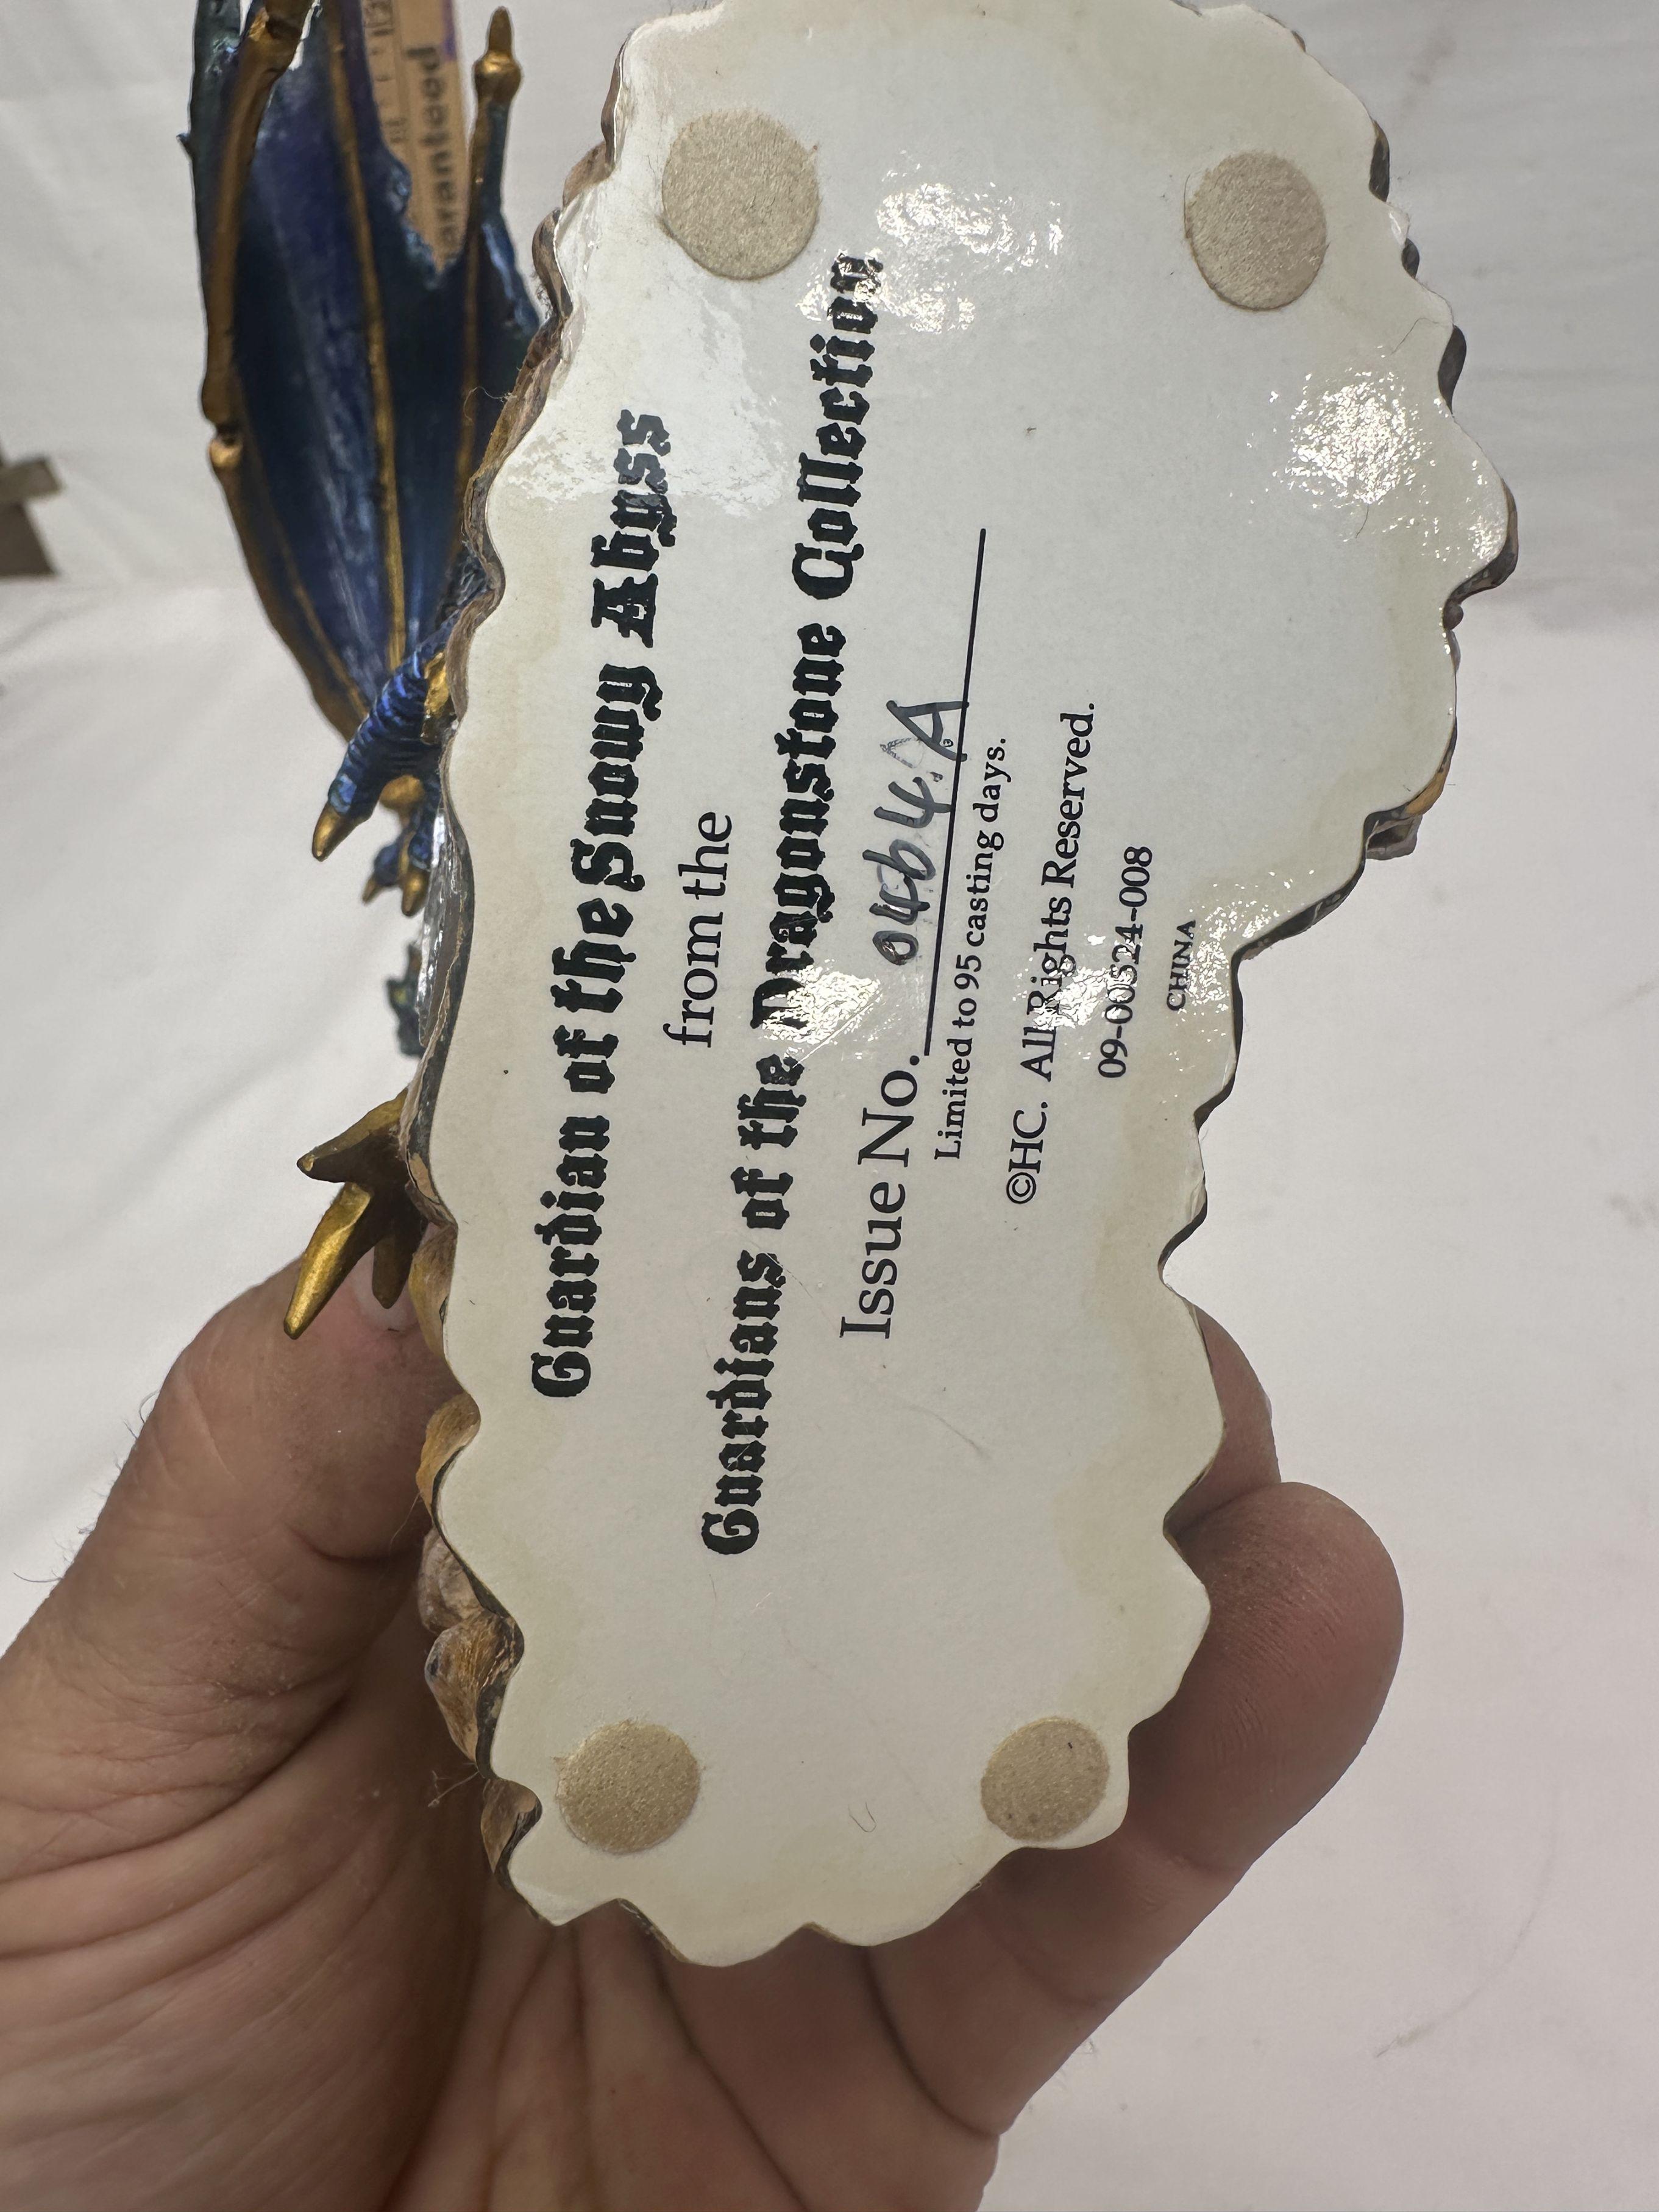 Guardian of the Snowy Abyss
from the
Guardians of the Dragonstone Collection
Issue No. 0464A
Limited to 95 casting days.
©HC. All Rights Reserved.
09-00524-008
CHINA